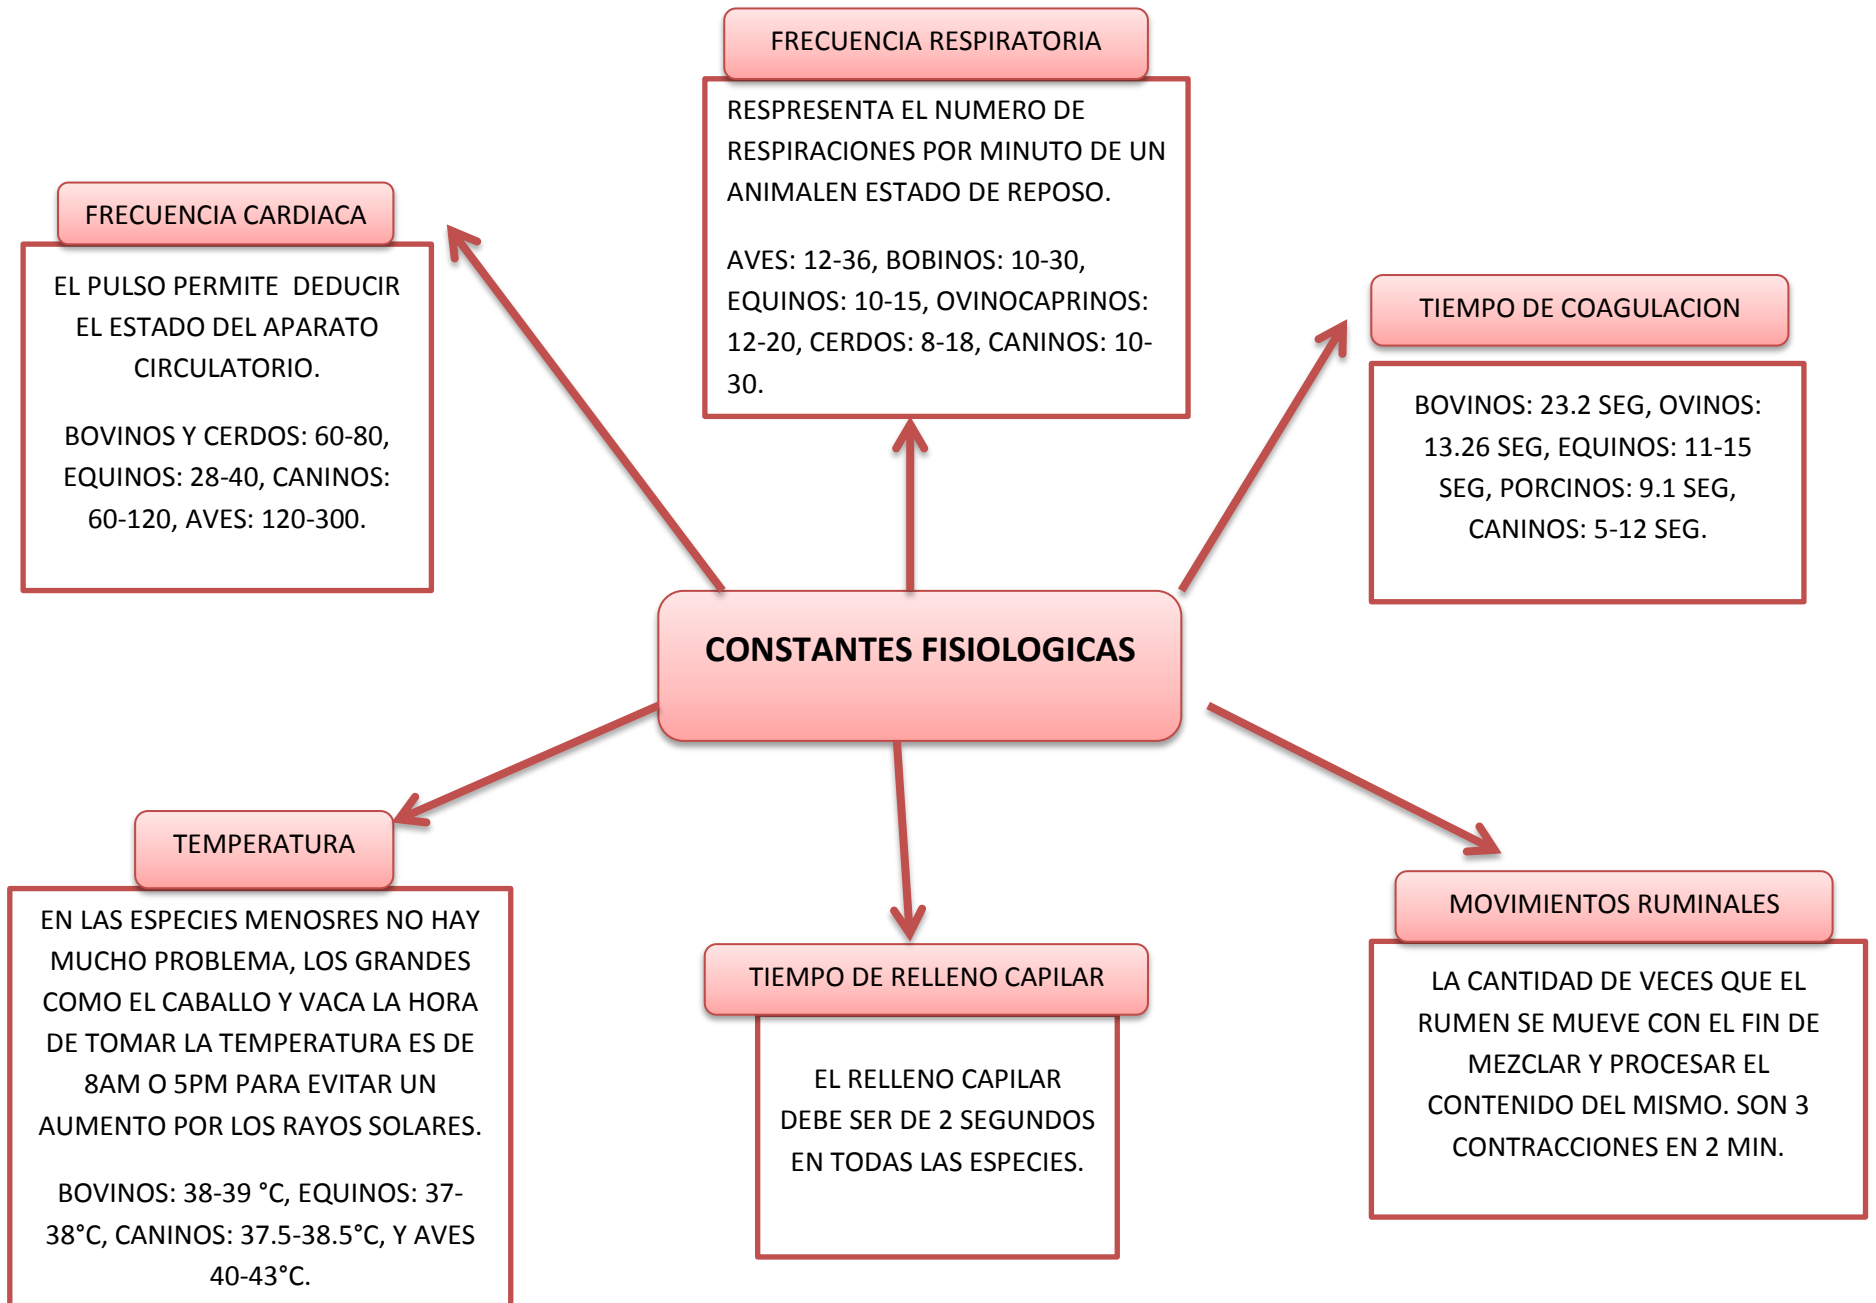 FRECUENCIA RESPIRATORIA
RESPRESENTA EL NUMERO DE
RESPIRACIONES POR MINUTO DE UN
ANIMALEN ESTADO DE REPOSO.
AVES: 12-36, BOBINOS: 10-30,
EQUINOS: 10-15, OVINOCAPRINOS:
12-20, CERDOS: 8-18, CANINOS: 10-
30.
FRECUENCIA CARDIACA
EL PULSO PERMITE DEDUCIR
EL ESTADO DEL APARATO
CIRCULATORIO.
BOVINOS Y CERDOS: 60-80,
EQUINOS: 28-40, CANINOS:
60-120, AVES: 120-300.
TIEMPO DE COAGULACION
BOVINOS: 23.2 SEG, OVINOS:
13.26 SEG, EQUINOS: 11-15
SEG, PORCINOS: 9.1 SEG,
CANINOS: 5-12 SEG.
CONSTANTES FISIOLOGICAS
TEMPERATURA
EN LAS ESPECIES MENOSRES NO HAY
MUCHO PROBLEMA, LOS GRANDES
COMO EL CABALLO Y VACA LA HORA
DE TOMAR LA TEMPERATURA ES DE
8AM O 5PM PARA EVITAR UN
AUMENTO POR LOS RAYOS SOLARES.
BOVINOS: 38-39 °C, EQUINOS: 37-
38°C, CANINOS: 37.5-38.5°C, Y AVES
40-43°C.
TIEMPO DE RELLENO CAPILAR
EL RELLENO CAPILAR
DEBE SER DE 2 SEGUNDOS
EN TODAS LAS ESPECIES.
MOVIMIENTOS RUMINALES
LA CANTIDAD DE VECES QUE EL
RUMEN SE MUEVE CON EL FIN DE
MEZCLAR Y PROCESAR EL
CONTENIDO DEL MISMO. SON 3
CONTRACCIONES EN 2 MIN.